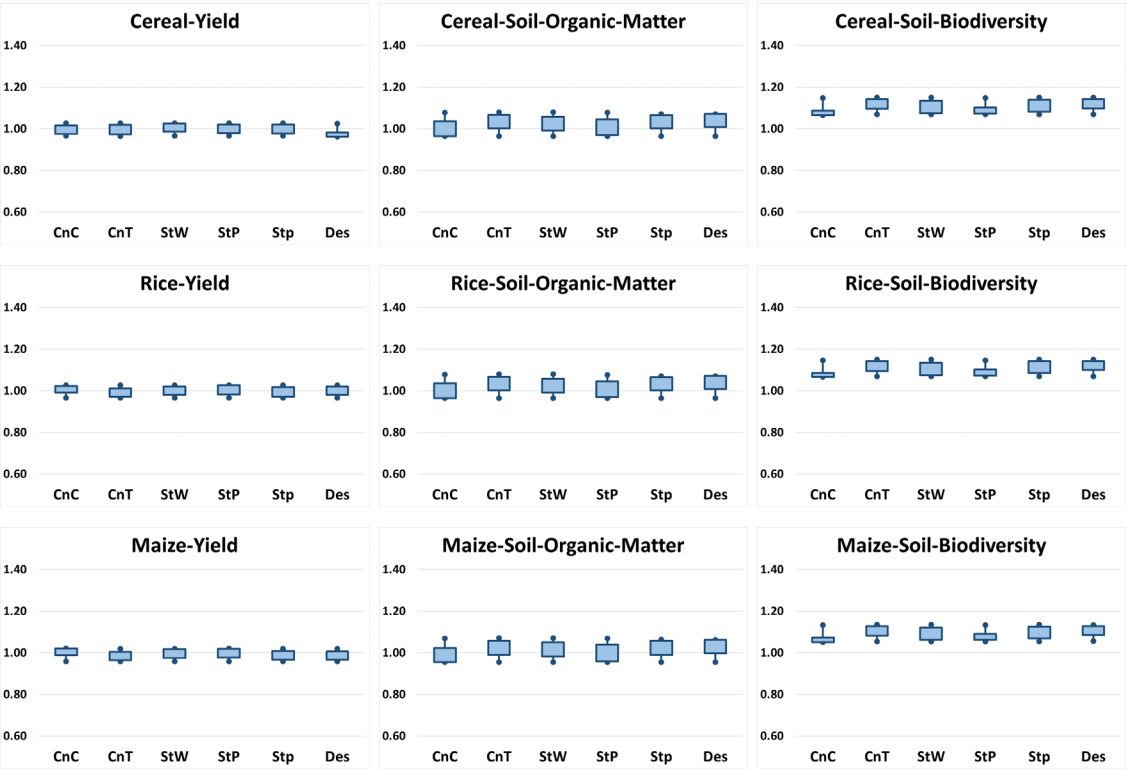 Cereal-Yield
1.40
1.20
1.00
0.80
0.60
CnC CnT StW StP Stp Des
Cereal-Soil-Organic-Matter
1.40
1.20
1.00
0.80
0.60
CnC CnT StW StP Stp Des
Cereal-Soil-Biodiversity
1.40
1.20
1.00
0.80
0.60
CnC CnT StW StP Stp Des
Rice-Yield
1.40
1.20
1.00
0.80
0.60
CnC CnT StW StP Stp Des
Rice-Soil-Organic-Matter
1.40
1.20
1.00
0.80
0.60
CnC CnT StW StP Stp Des
Rice-Soil-Biodiversity
1.40
1.20
1.00
0.80
0.60
CnC CnT StW StP Stp Des
Maize-Yield
1.40
1.20
1.00
0.80
0.60
CnC CnT StW StP Stp Des
Maize-Soil-Organic-Matter
1.40
1.20
1.00
0.80
0.60
CnC CnT StW StP Stp Des
Maize-Soil-Biodiversity
1.40
1.20
1.00
0.80
0.60
CnC CnT StW StP Stp Des